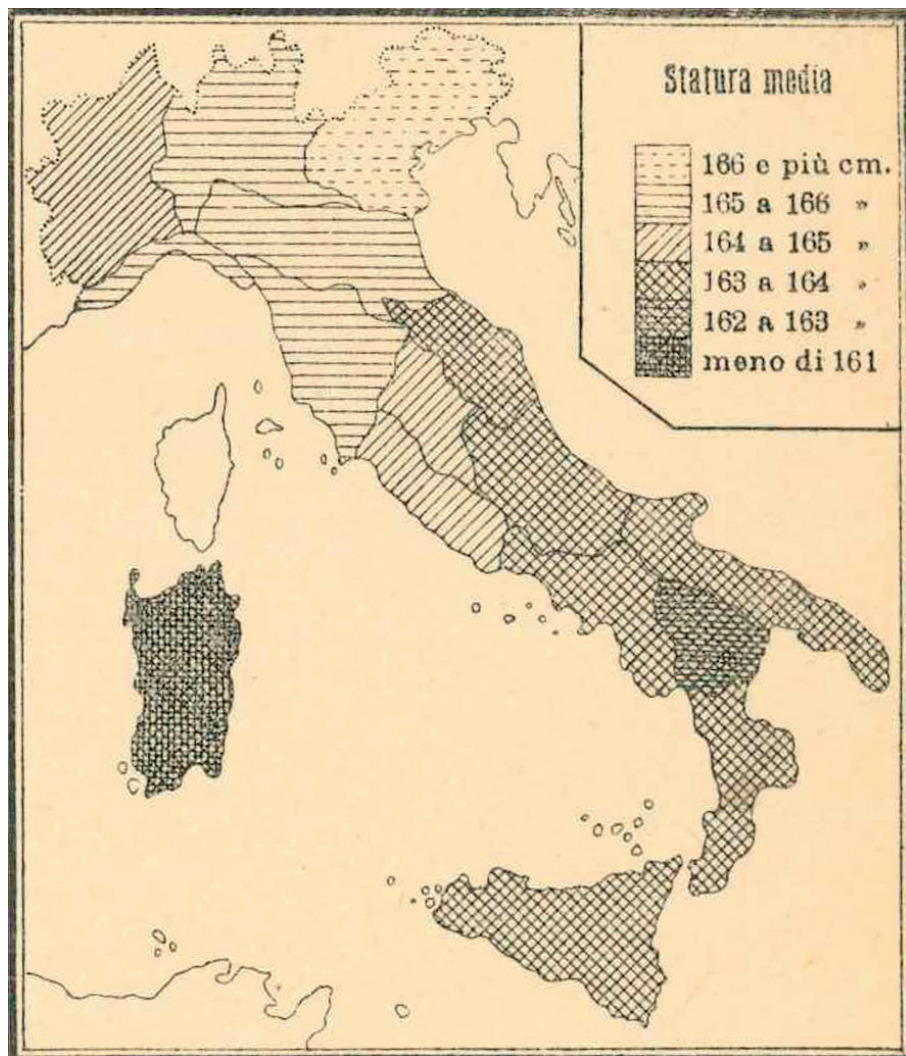 Statura media
166 e più cm.
165 a 166 »
164 a 165 »
163 a 164 »
162 a 163 »
meno di 161